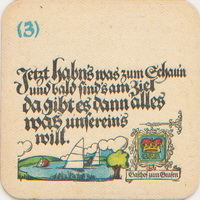 (3)
Jetzt habn's was zum Schau'n
und bald sind's am Ziel
da gibt es dann alles
was unsereins
will.
Gasthof zum Grafen